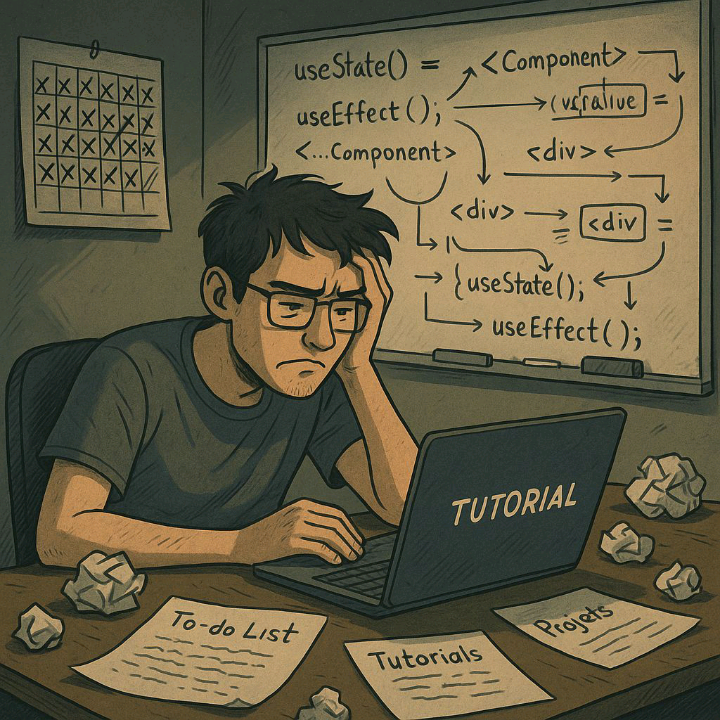 useState() = <Component>
useEffect();
<...Component>
<div>
<div>
= <div =
{useState();
useEffect();
TUTORIAL
To-do List
Tutorials
Projets